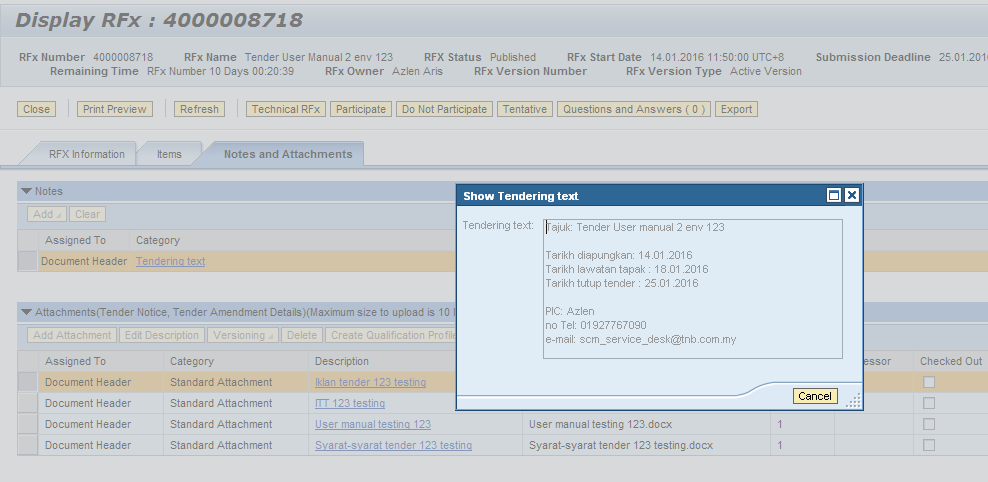 Display RFx : 4000008718
RFx Number 4000008718 RFx Name Tender User Manual 2 env 123 RFX Status Published RFx Start Date 14.01.2016 11:50:00 UTC+8 Submission Deadline 25.01.201
Remaining Time RFx Number 10 Days 00:20:39 RFx Owner Azlen Aris RFx Version Number RFx Version Type Active Version
Close Print Preview Refresh Technical RFx Participate Do Not Participate Tentative Questions and Answers ( 0 ) Export
RFX Information Items Notes and Attachments
Notes
Add Clear
Assigned To Category
Document Header Tendering text
Show Tendering text
Tendering text:
Tajuk: Tender User manual 2 env 123
Tarikh diapungkan: 14.01.2016
Tarikh lawatan tapak : 18.01.2016
Tarikh tutup tender : 25.01.2016
PIC: Azlen
no Tel: 01927767090
e-mail: scm_service_desk@tnb.com.my
Cancel
Attachments(Tender Notice, Tender Amendment Details)(Maximum size to upload is 10
Add Attachment Edit Description Versioning Delete Create Qualification Profile
Assigned To Category Description essor Checked Out
Document Header Standard Attachment Iklan tender 123 testing
Document Header Standard Attachment ITT 123 testing
Document Header Standard Attachment User manual testing 123 User manual testing 123.docx 1
Document Header Standard Attachment Syarat-syarat tender 123 testing Syarat-syarat tender 123 testing.docx 1